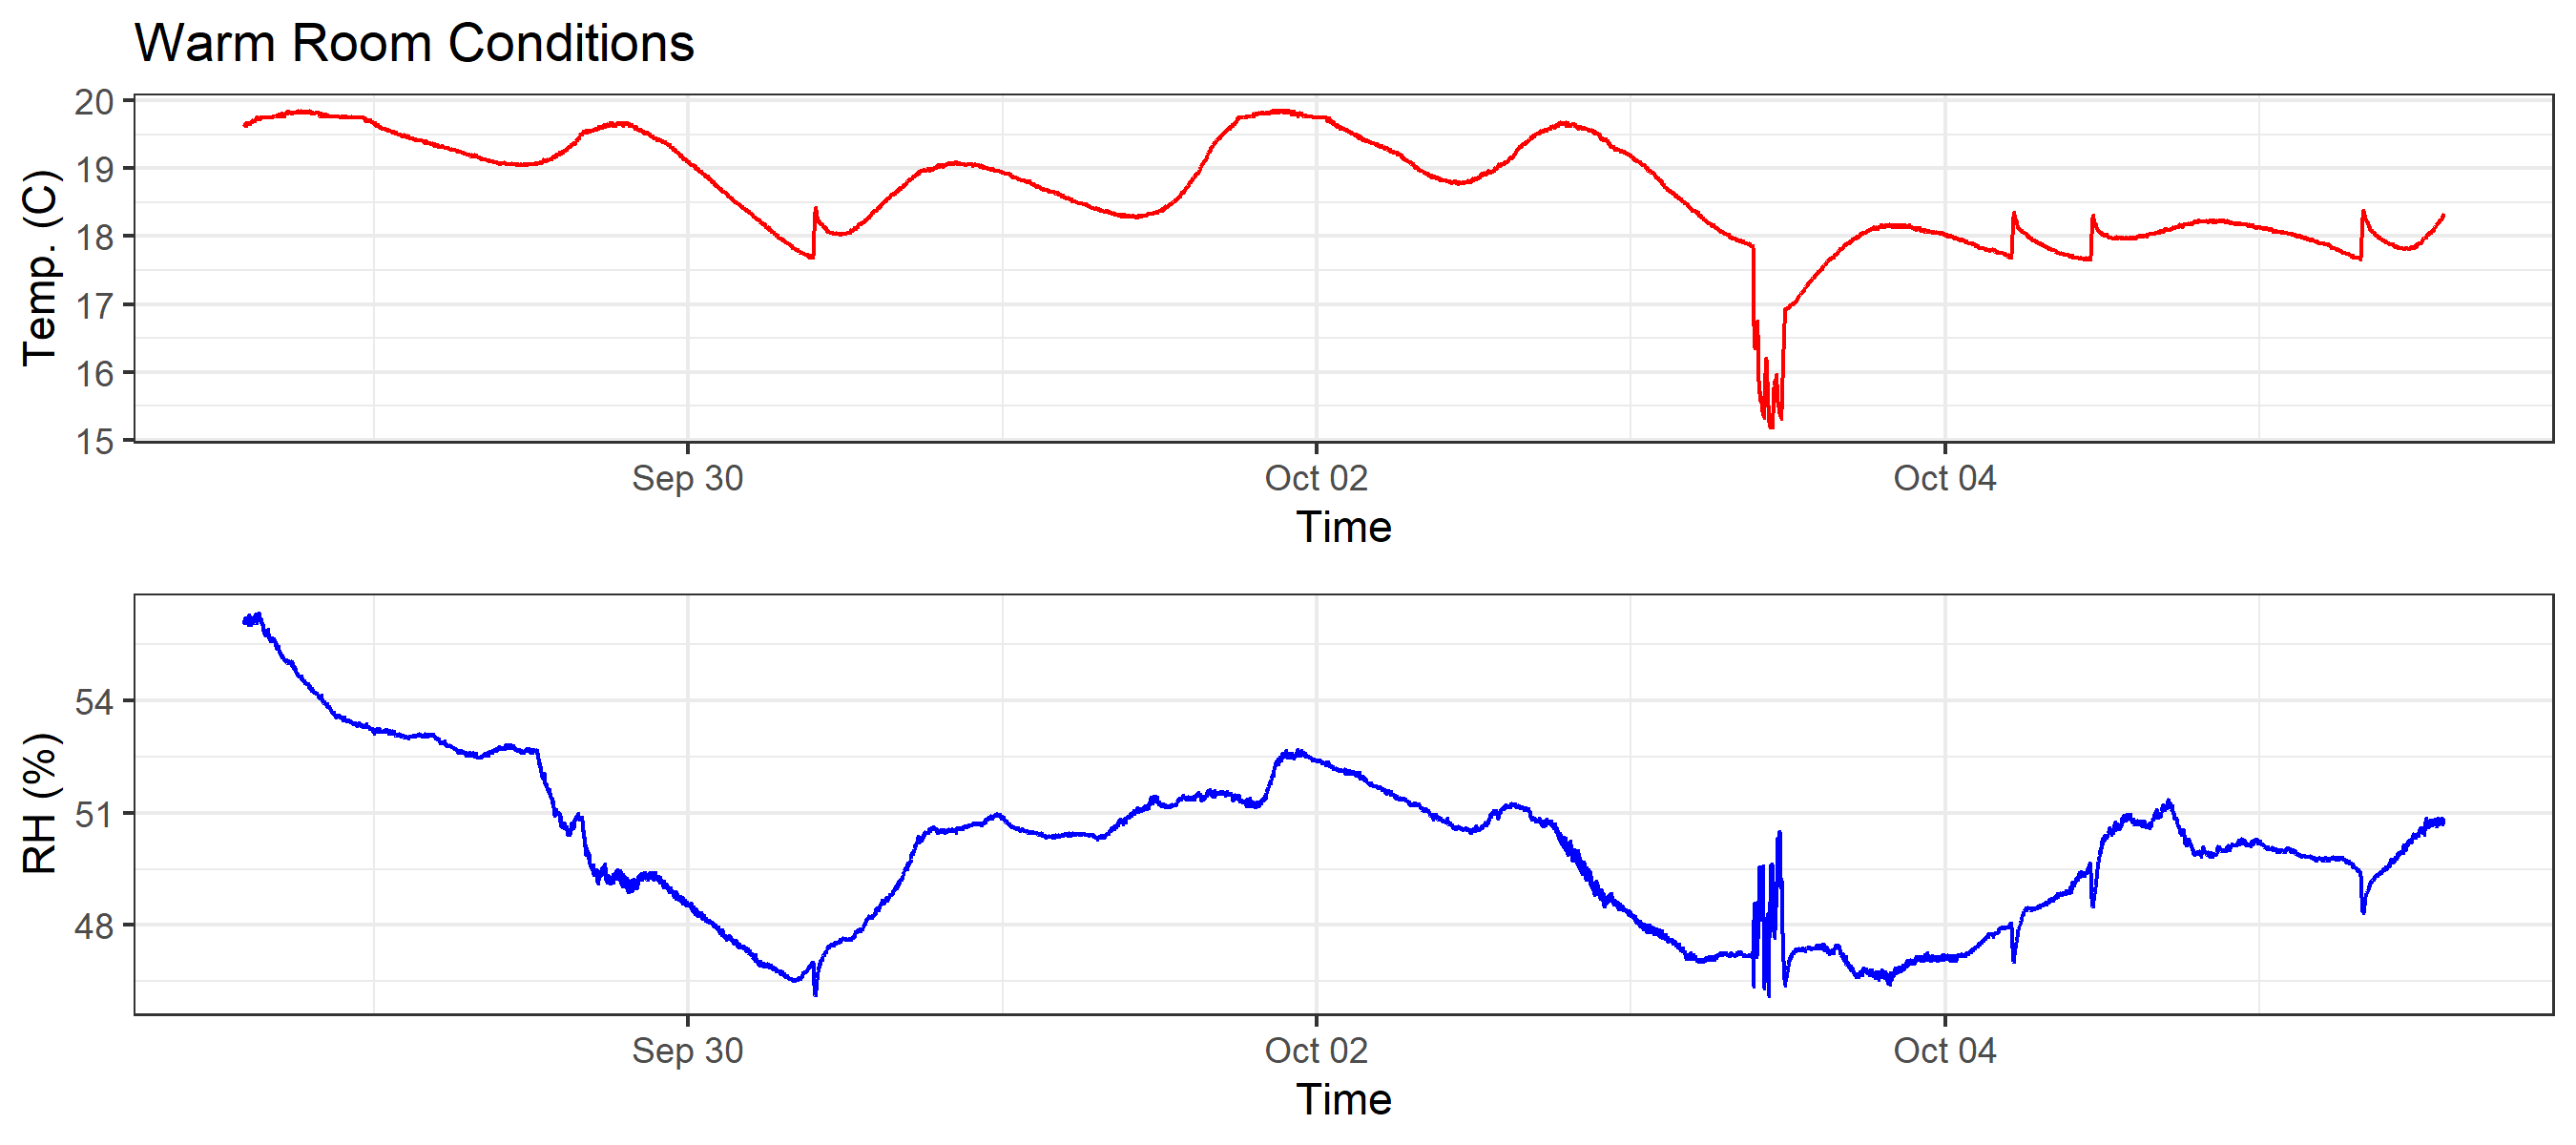 Warm Room Conditions
Temp. (C)
20
19
18
17
16
15
Sep 30
Oct 02
Oct 04
Time
RH (%)
54
51
48
Sep 30
Oct 02
Oct 04
Time